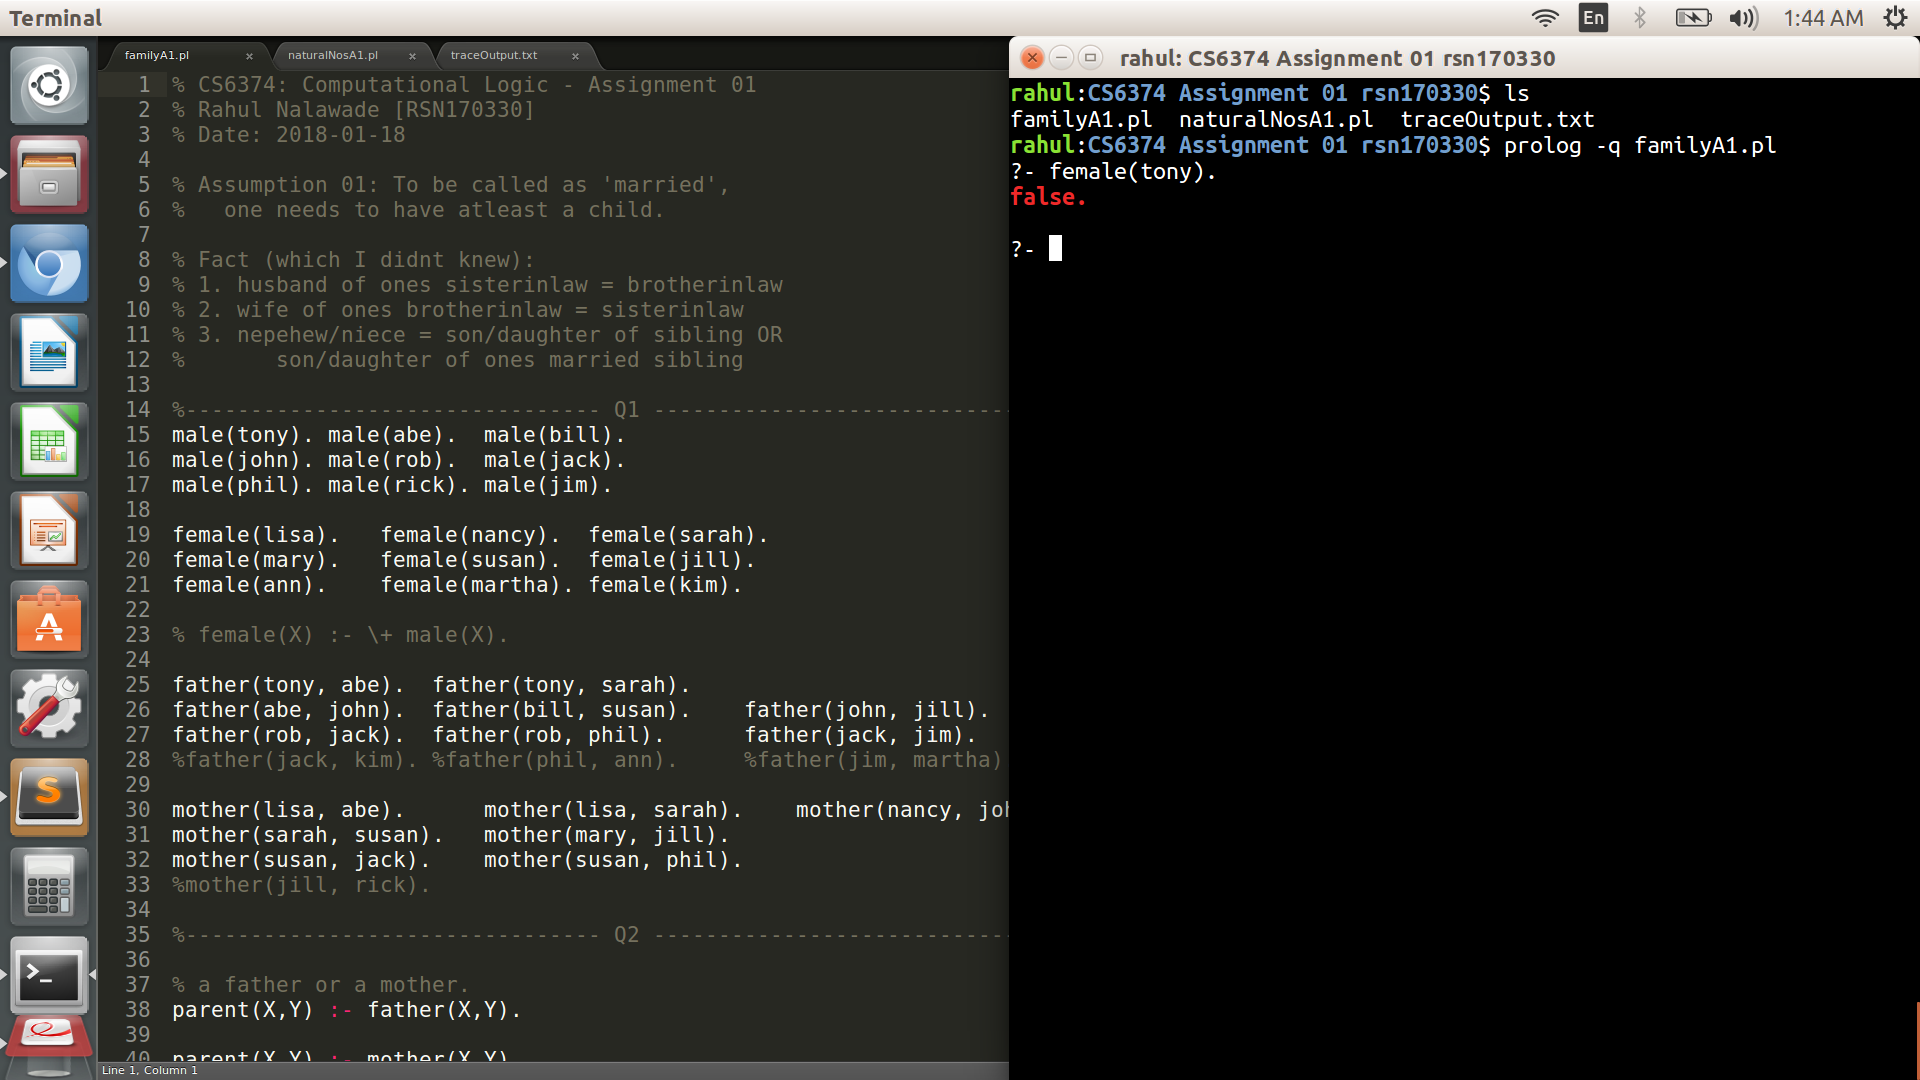 Terminal
En
1:44 AM
familyA1.pl × naturalNosA1.pl × traceOutput.txt ×
1 % CS6374: Computational Logic - Assignment 01
2 % Rahul Nalawade [RSN170330]
3 % Date: 2018-01-18
4
5 % Assumption 01: To be called as 'married',
6 %   one needs to have atleast a child.
7
8 % Fact (which I didnt knew):
9 % 1. husband of ones sisterinlaw = brotherinlaw
10 % 2. wife of ones brotherinlaw = sisterinlaw
11 % 3. nepehew/niece = son/daughter of sibling OR
12 %       son/daughter of ones married sibling
13
14 %-------------------------------- Q1 ----------------------------
15 male(tony). male(abe).  male(bill).
16 male(john). male(rob).  male(jack).
17 male(phil). male(rick). male(jim).
18
19 female(lisa).   female(nancy).  female(sarah).
20 female(mary).   female(susan).  female(jill).
21 female(ann).    female(martha). female(kim).
22
23 % female(X) :- \+ male(X).
24
25 father(tony, abe).  father(tony, sarah).
26 father(abe, john).  father(bill, susan).    father(john, jill).
27 father(rob, jack).  father(rob, phil).      father(jack, jim).
28 %father(jack, kim). %father(phil, ann).     %father(jim, martha)
29
30 mother(lisa, abe).      mother(lisa, sarah).    mother(nancy, joh
31 mother(sarah, susan).   mother(mary, jill).
32 mother(susan, jack).    mother(susan, phil).
33 %mother(jill, rick).
34
35 %-------------------------------- Q2 ----------------------------
36
37 % a father or a mother.
38 parent(X,Y) :- father(X,Y).
39
40 parent(X,Y) :- mother(X,Y)
Line 1, Column 1
rahul: CS6374 Assignment 01 rsn170330
rahul:CS6374 Assignment 01 rsn170330$ ls
familyA1.pl  naturalNosA1.pl  traceOutput.txt
rahul:CS6374 Assignment 01 rsn170330$ prolog -q familyA1.pl
?- female(tony).
false.
?-